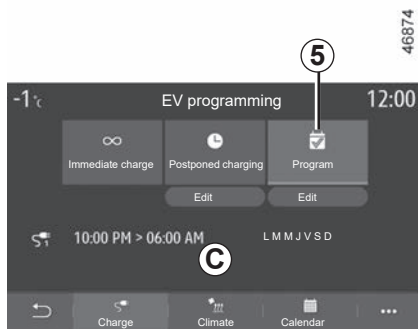 46874
5
-1°c EV programming 12:00
Immediate charge Postponed charging Program
Edit Edit
10:00 PM > 06:00 AM L M M J V S D
C
Charge Climate Calendar